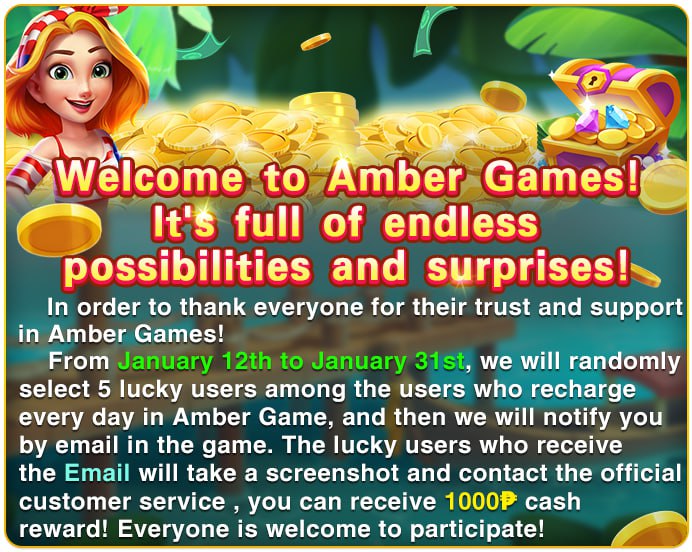 Welcome to Amber Games!
It's full of endless
possibilities and surprises!
In order to thank everyone for their trust and support
in Amber Games!
From January 12th to January 31st, we will randomly
select 5 lucky users among the users who recharge
every day in Amber Game, and then we will notify you
by email in the game. The lucky users who receive
the Email will take a screenshot and contact the official
customer service , you can receive 1000₱ cash
reward! Everyone is welcome to participate!